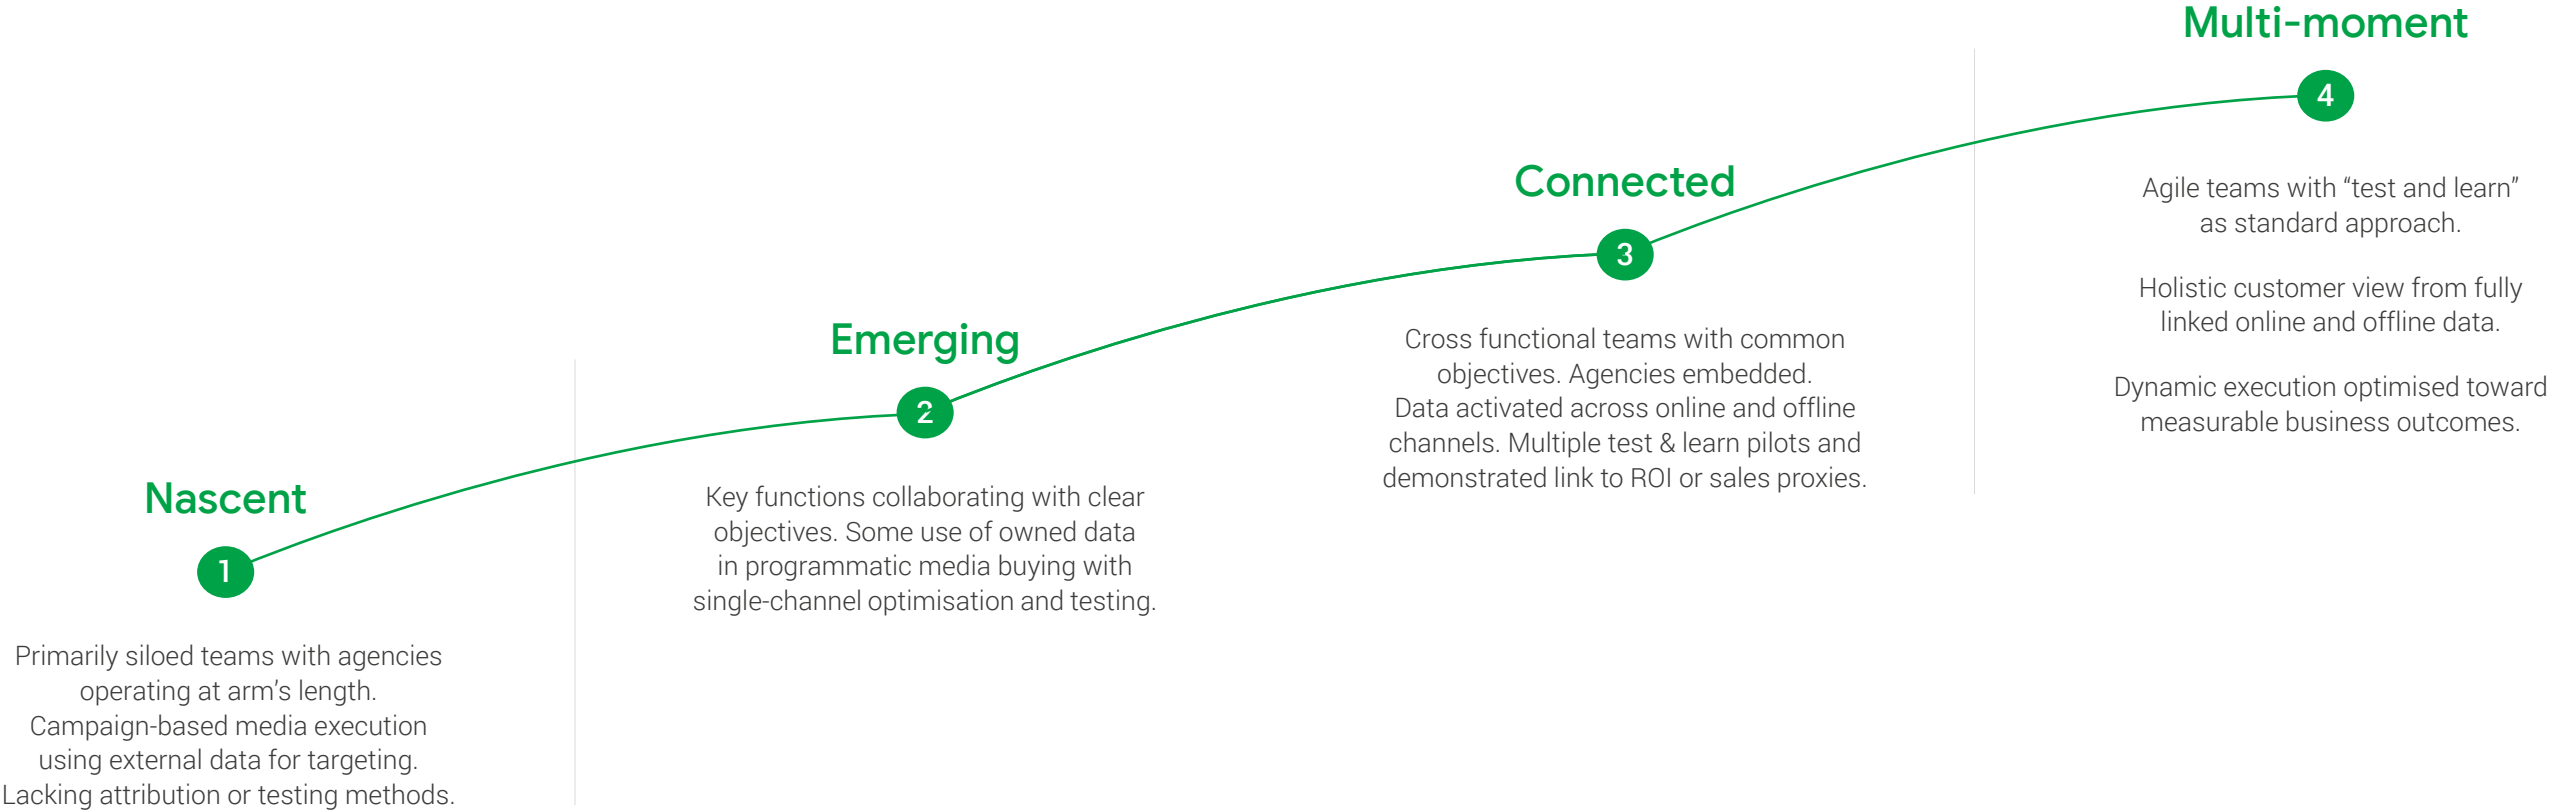 Nascent
1
Primarily siloed teams with agencies
operating at arm’s length.
Campaign-based media execution
using external data for targeting.
Lacking attribution or testing methods.
Emerging
2
Key functions collaborating with clear
objectives. Some use of owned data
in programmatic media buying with
single-channel optimisation and testing.
Connected
3
Cross functional teams with common
objectives. Agencies embedded.
Data activated across online and offline
channels. Multiple test & learn pilots and
demonstrated link to ROI or sales proxies.
Multi-moment
4
Agile teams with “test and learn”
as standard approach.
Holistic customer view from fully
linked online and offline data.
Dynamic execution optimised toward
measurable business outcomes.